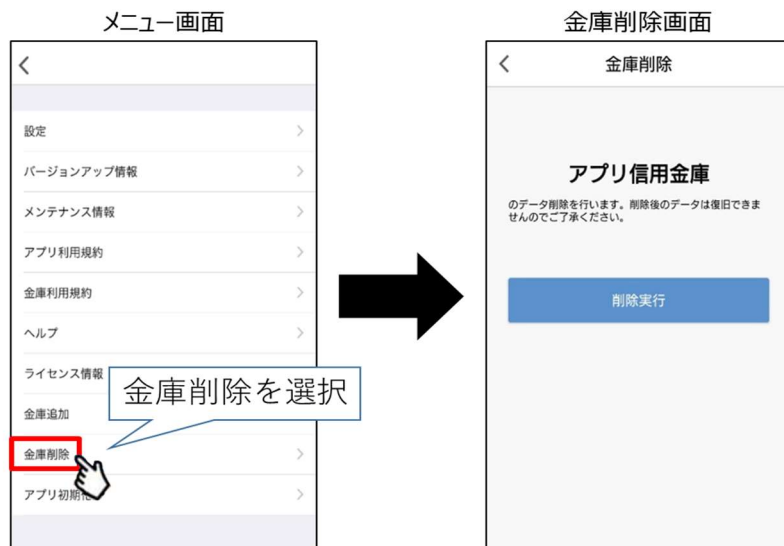 メニュー画面
設定
バージョンアップ情報
メンテナンス情報
アプリ利用規約
金庫利用規約
ヘルプ
ライセンス情報
金庫追加
金庫削除
アプリ初期化
金庫削除を選択
金庫削除画面
金庫削除
アプリ信用金庫
のデータ削除を行います。削除後のデータは復旧できま
せんのでご了承ください。
削除実行